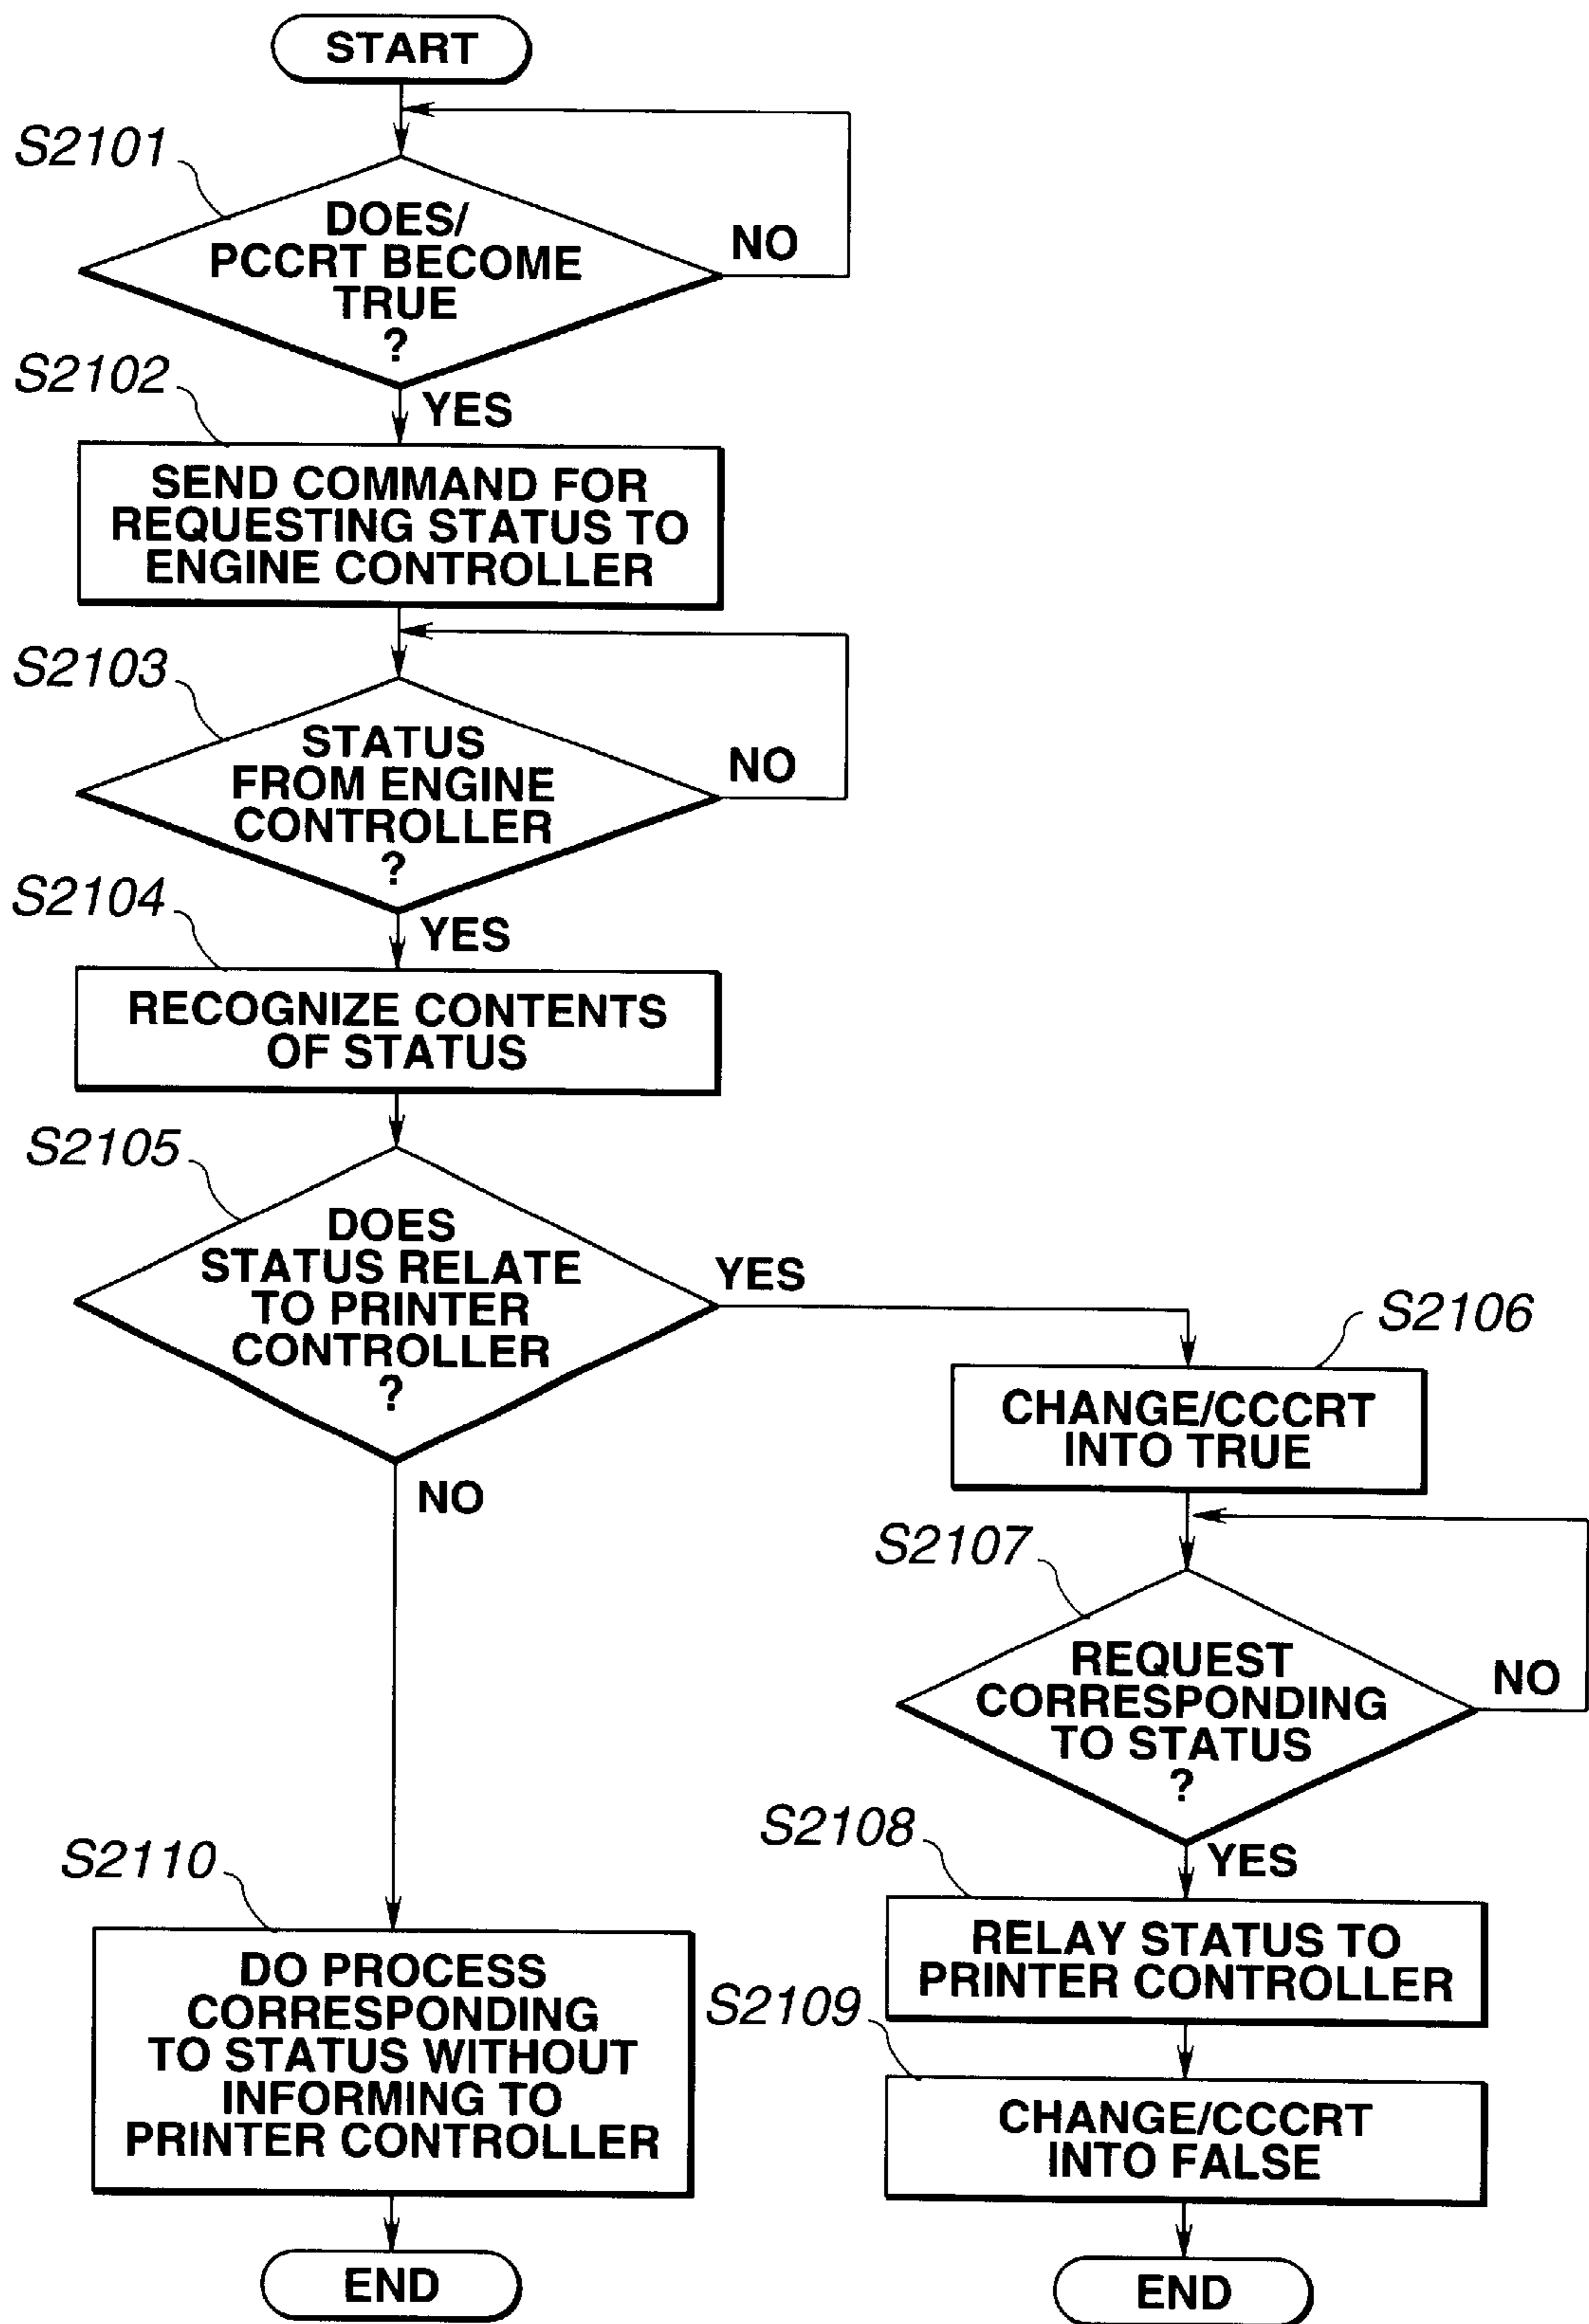 START
S2101
DOES/
PCCRT BECOME
TRUE
?
NO
YES
S2102
SEND COMMAND FOR
REQUESTING STATUS TO
ENGINE CONTROLLER
S2103
STATUS
FROM ENGINE
CONTROLLER
?
NO
YES
S2104
RECOGNIZE CONTENTS
OF STATUS
S2105
DOES
STATUS RELATE
TO PRINTER
CONTROLLER
?
YES
NO
S2106
CHANGE/CCCRT
INTO TRUE
S2107
REQUEST
CORRESPONDING
TO STATUS
?
NO
YES
S2108
RELAY STATUS TO
PRINTER CONTROLLER
S2109
CHANGE/CCCRT
INTO FALSE
END
S2110
DO PROCESS
CORRESPONDING
TO STATUS WITHOUT
INFORMING TO
PRINTER CONTROLLER
END